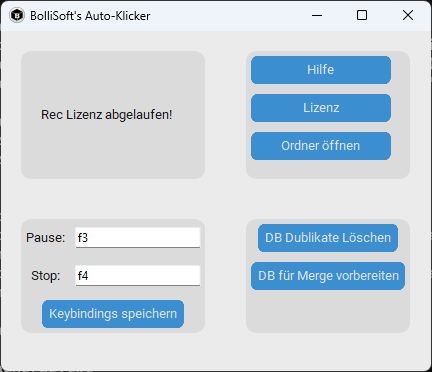 BolliSoft's Auto-Klicker
Rec Lizenz abgelaufen!
Hilfe
Lizenz
Ordner öffnen
Pause: f3
Stop: f4
Keybindings speichern
DB Dublikate Löschen
DB für Merge vorbereiten